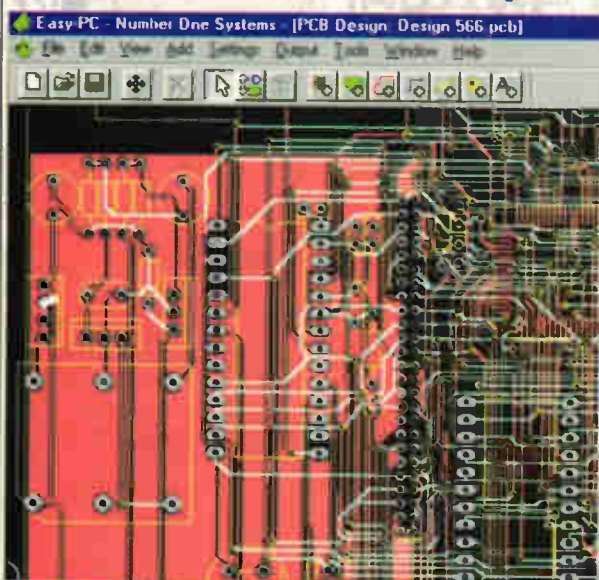 Easy-PC - Number One Systems - [PCB Design: Design 566.pcb]
File Edit View Add Settings Output Tools Window Help